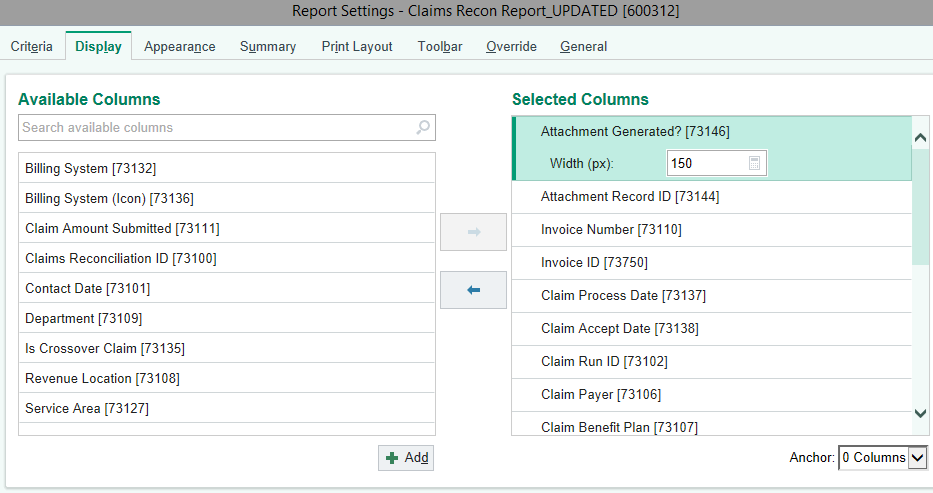 Report Settings - Claims Recon Report_UPDATED [600312]
Criteria Display Appearance Summary Print Layout Toolbar Override General
Available Columns
Search available columns
Billing System [73132]
Billing System (Icon) [73136]
Claim Amount Submitted [73111]
Claims Reconciliation ID [73100]
Contact Date [73101]
Department [73109]
Is Crossover Claim [73135]
Revenue Location [73108]
Service Area [73127]
Add
Selected Columns
Attachment Generated? [73146]
Width (px): 150
Attachment Record ID [73144]
Invoice Number [73110]
Invoice ID [73750]
Claim Process Date [73137]
Claim Accept Date [73138]
Claim Run ID [73102]
Claim Payer [73106]
Claim Benefit Plan [73107]
Anchor: 0 Columns